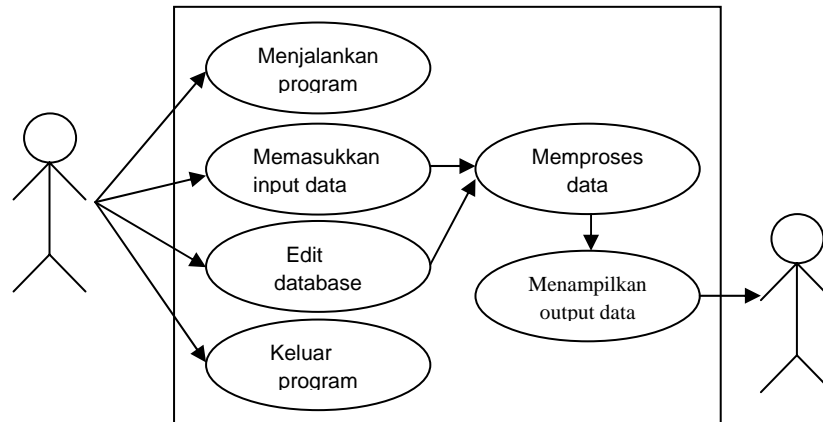 Menjalankan
program
Memasukkan
input data
Memproses
data
Edit
database
Menampilkan
output data
Keluar
program